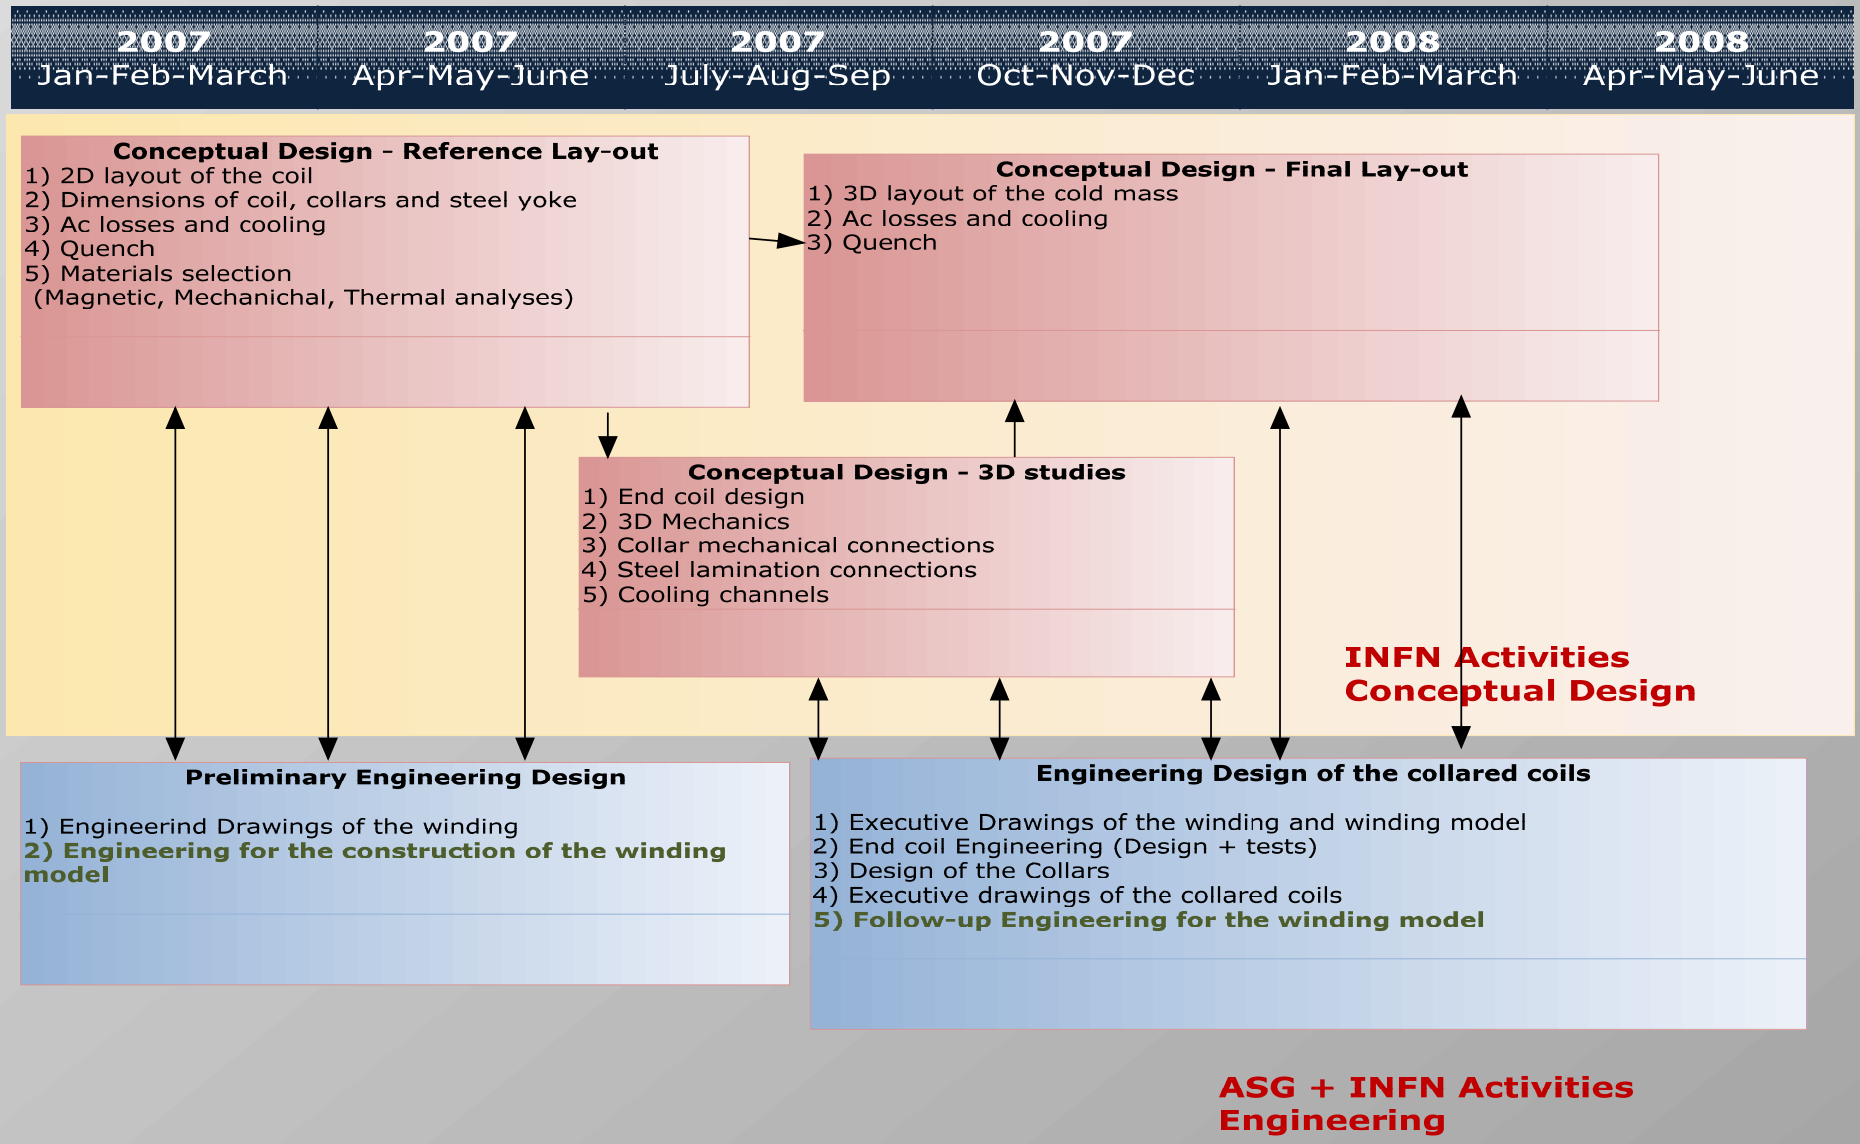 2007
Jan-Feb-March
2007
Apr-May-June
2007
July-Aug-Sep
2007
Oct-Nov-Dec
2008
Jan-Feb-March
2008
Apr-May-June
Conceptual Design - Reference Lay-out
1) 2D layout of the coil
2) Dimensions of coil, collars and steel yoke
3) Ac losses and cooling
4) Quench
5) Materials selection
(Magnetic, Mechanichal, Thermal analyses)
Conceptual Design - Final Lay-out
1) 3D layout of the cold mass
2) Ac losses and cooling
3) Quench
Conceptual Design - 3D studies
1) End coil design
2) 3D Mechanics
3) Collar mechanical connections
4) Steel lamination connections
5) Cooling channels
INFN Activities
Conceptual Design
Preliminary Engineering Design
1) Engineerind Drawings of the winding
2) Engineering for the construction of the winding
model
Engineering Design of the collared coils
1) Executive Drawings of the winding and winding model
2) End coil Engineering (Design + tests)
3) Design of the Collars
4) Executive drawings of the collared coils
5) Follow-up Engineering for the winding model
ASG + INFN Activities
Engineering